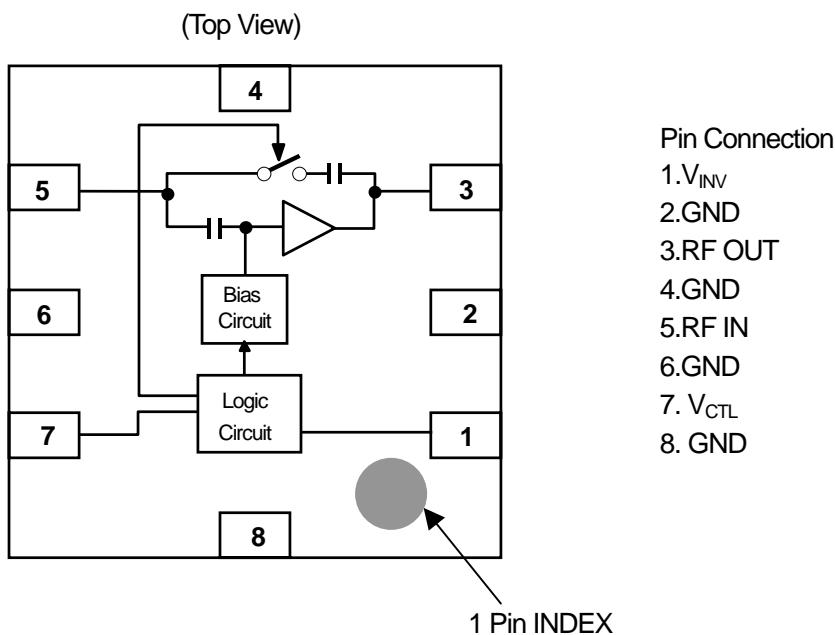 (Top View)
4
5
3
6
2
Bias
Circuit
Logic
Circuit
7
1
8
1 Pin INDEX
Pin Connection
1.VINV
2.GND
3.RF OUT
4.GND
5.RF IN
6.GND
7. VCTL
8. GND